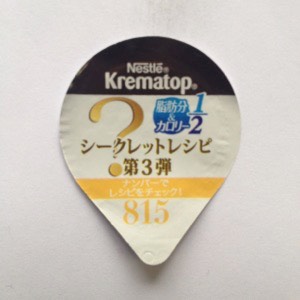 Nestlé®
Krematop®
?
脂肪分 1/2
&
カロリー
シークレットレシピ
第3弾
ナンバーで
レシピをチェック!
815